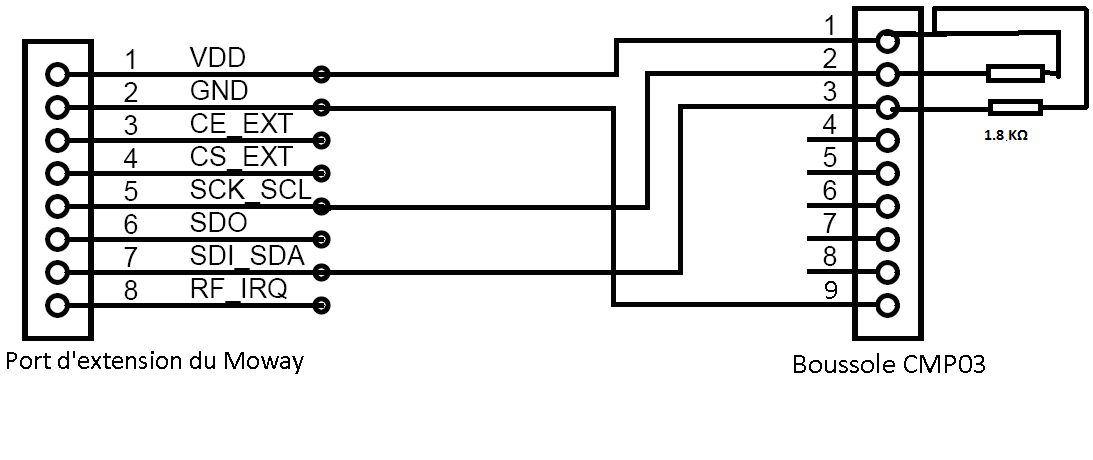 1 VDD
2 GND
3 CE_EXT
4 CS_EXT
5 SCK_SCL
6 SDO
7 SDI_SDA
8 RF_IRQ
Port d'extension du Moway
1
2
3
4
5
6
7
8
9
1.8 KΩ
Boussole CMP03